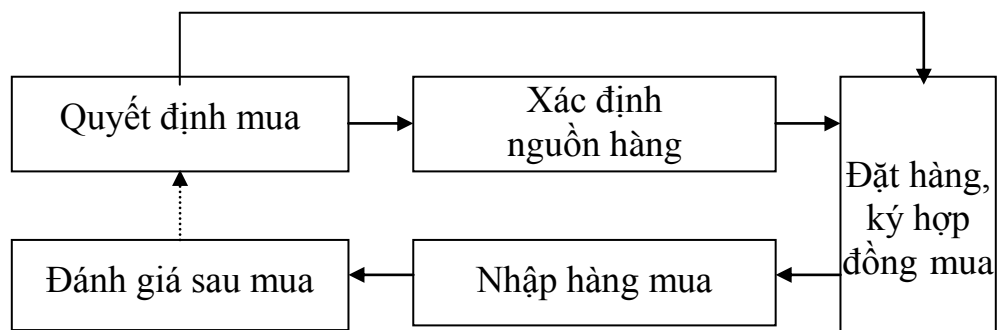 Quyết định mua
Xác định
nguồn hàng
Đặt hàng,
ký hợp
đồng mua
Nhập hàng mua
Đánh giá sau mua